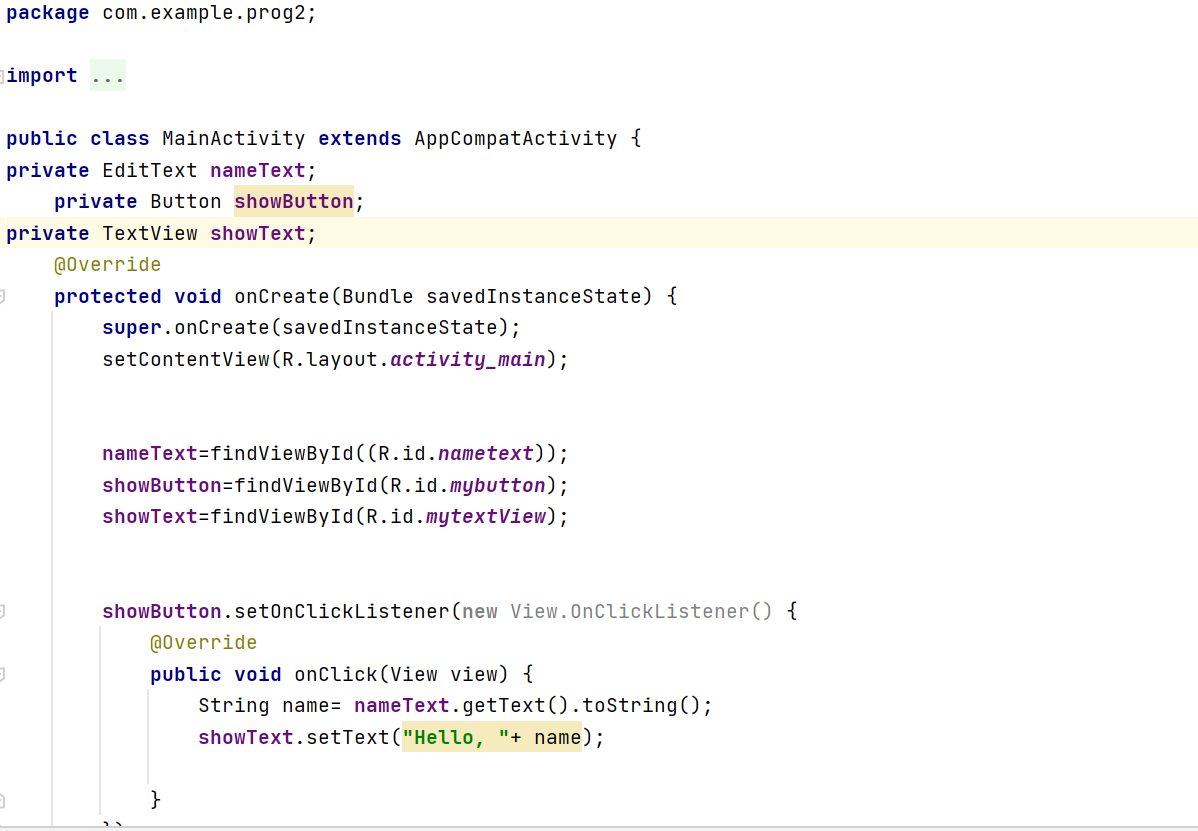 package com.example.prog2;
import ...
public class MainActivity extends AppCompatActivity {
private EditText nameText;
    private Button showButton;
private TextView showText;
    @Override
    protected void onCreate(Bundle savedInstanceState) {
        super.onCreate(savedInstanceState);
        setContentView(R.layout.activity_main);
        nameText=findViewById((R.id.nametext));
        showButton=findViewById(R.id.mybutton);
        showText=findViewById(R.id.mytextView);
        showButton.setOnClickListener(new View.OnClickListener() {
            @Override
            public void onClick(View view) {
                String name= nameText.getText().toString();
                showText.setText("Hello, "+ name);
            }